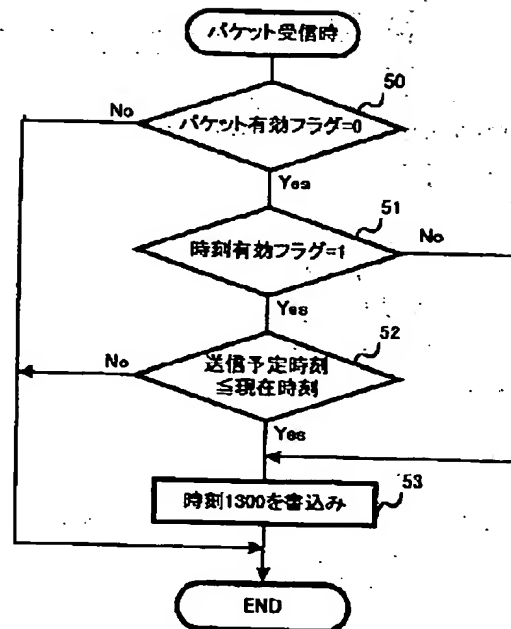 パケット受信時
50
No
パケット有効フラグ=0
Yes
51
時刻有効フラグ=1
No
Yes
52
No
送信予定時刻
≦現在時刻
Yes
53
時刻1300を書込み
END